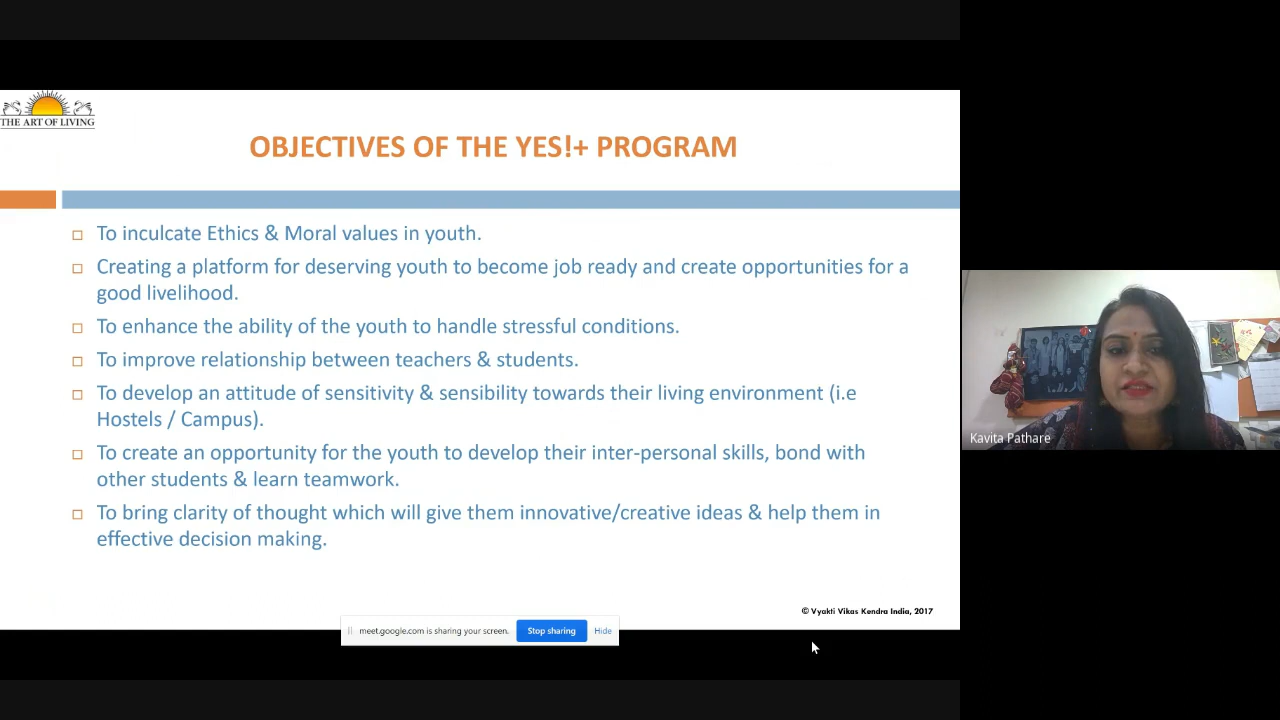 THE ART OF LIVING
OBJECTIVES OF THE YES!+ PROGRAM
To inculcate Ethics & Moral values in youth.
Creating a platform for deserving youth to become job ready and create opportunities for a
good livelihood.
To enhance the ability of the youth to handle stressful conditions.
To improve relationship between teachers & students.
To develop an attitude of sensitivity & sensibility towards their living environment (i.e
Hostels / Campus).
To create an opportunity for the youth to develop their inter-personal skills, bond with
other students & learn teamwork.
To bring clarity of thought which will give them innovative/creative ideas & help them in
effective decision making.
© Vyakti Vikas Kendra India, 2017
meet.google.com is sharing your screen.
Stop sharing
Hide
Kavita Pathare